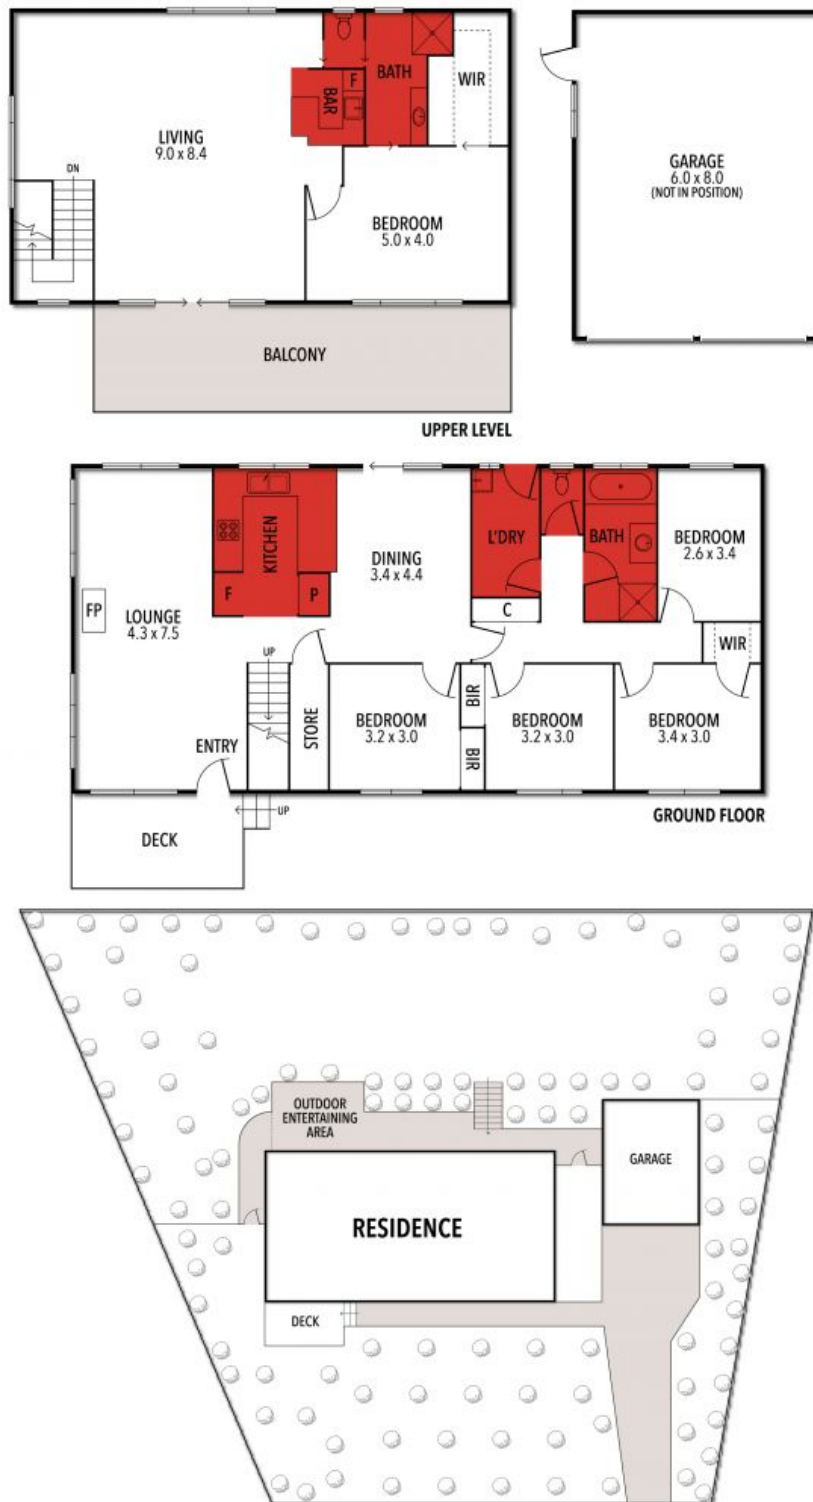 BATH
F
BAR
WIR
LIVING
9.0 x 8.4
DN
BEDROOM
5.0 x 4.0
BALCONY
UPPER LEVEL
GARAGE
6.0 x 8.0
(NOT IN POSITION)
KITCHEN
F
P
FP
LOUNGE
4.3 x 7.5
DINING
3.4 x 4.4
L'DRY
C
BATH
BEDROOM
2.6 x 3.4
WIR
UP
STORE
ENTRY
BEDROOM
3.2 x 3.0
BIR
BIR
BEDROOM
3.2 x 3.0
BEDROOM
3.4 x 3.0
UP
DECK
GROUND FLOOR
OUTDOOR
ENTERTAINING
AREA
GARAGE
RESIDENCE
DECK